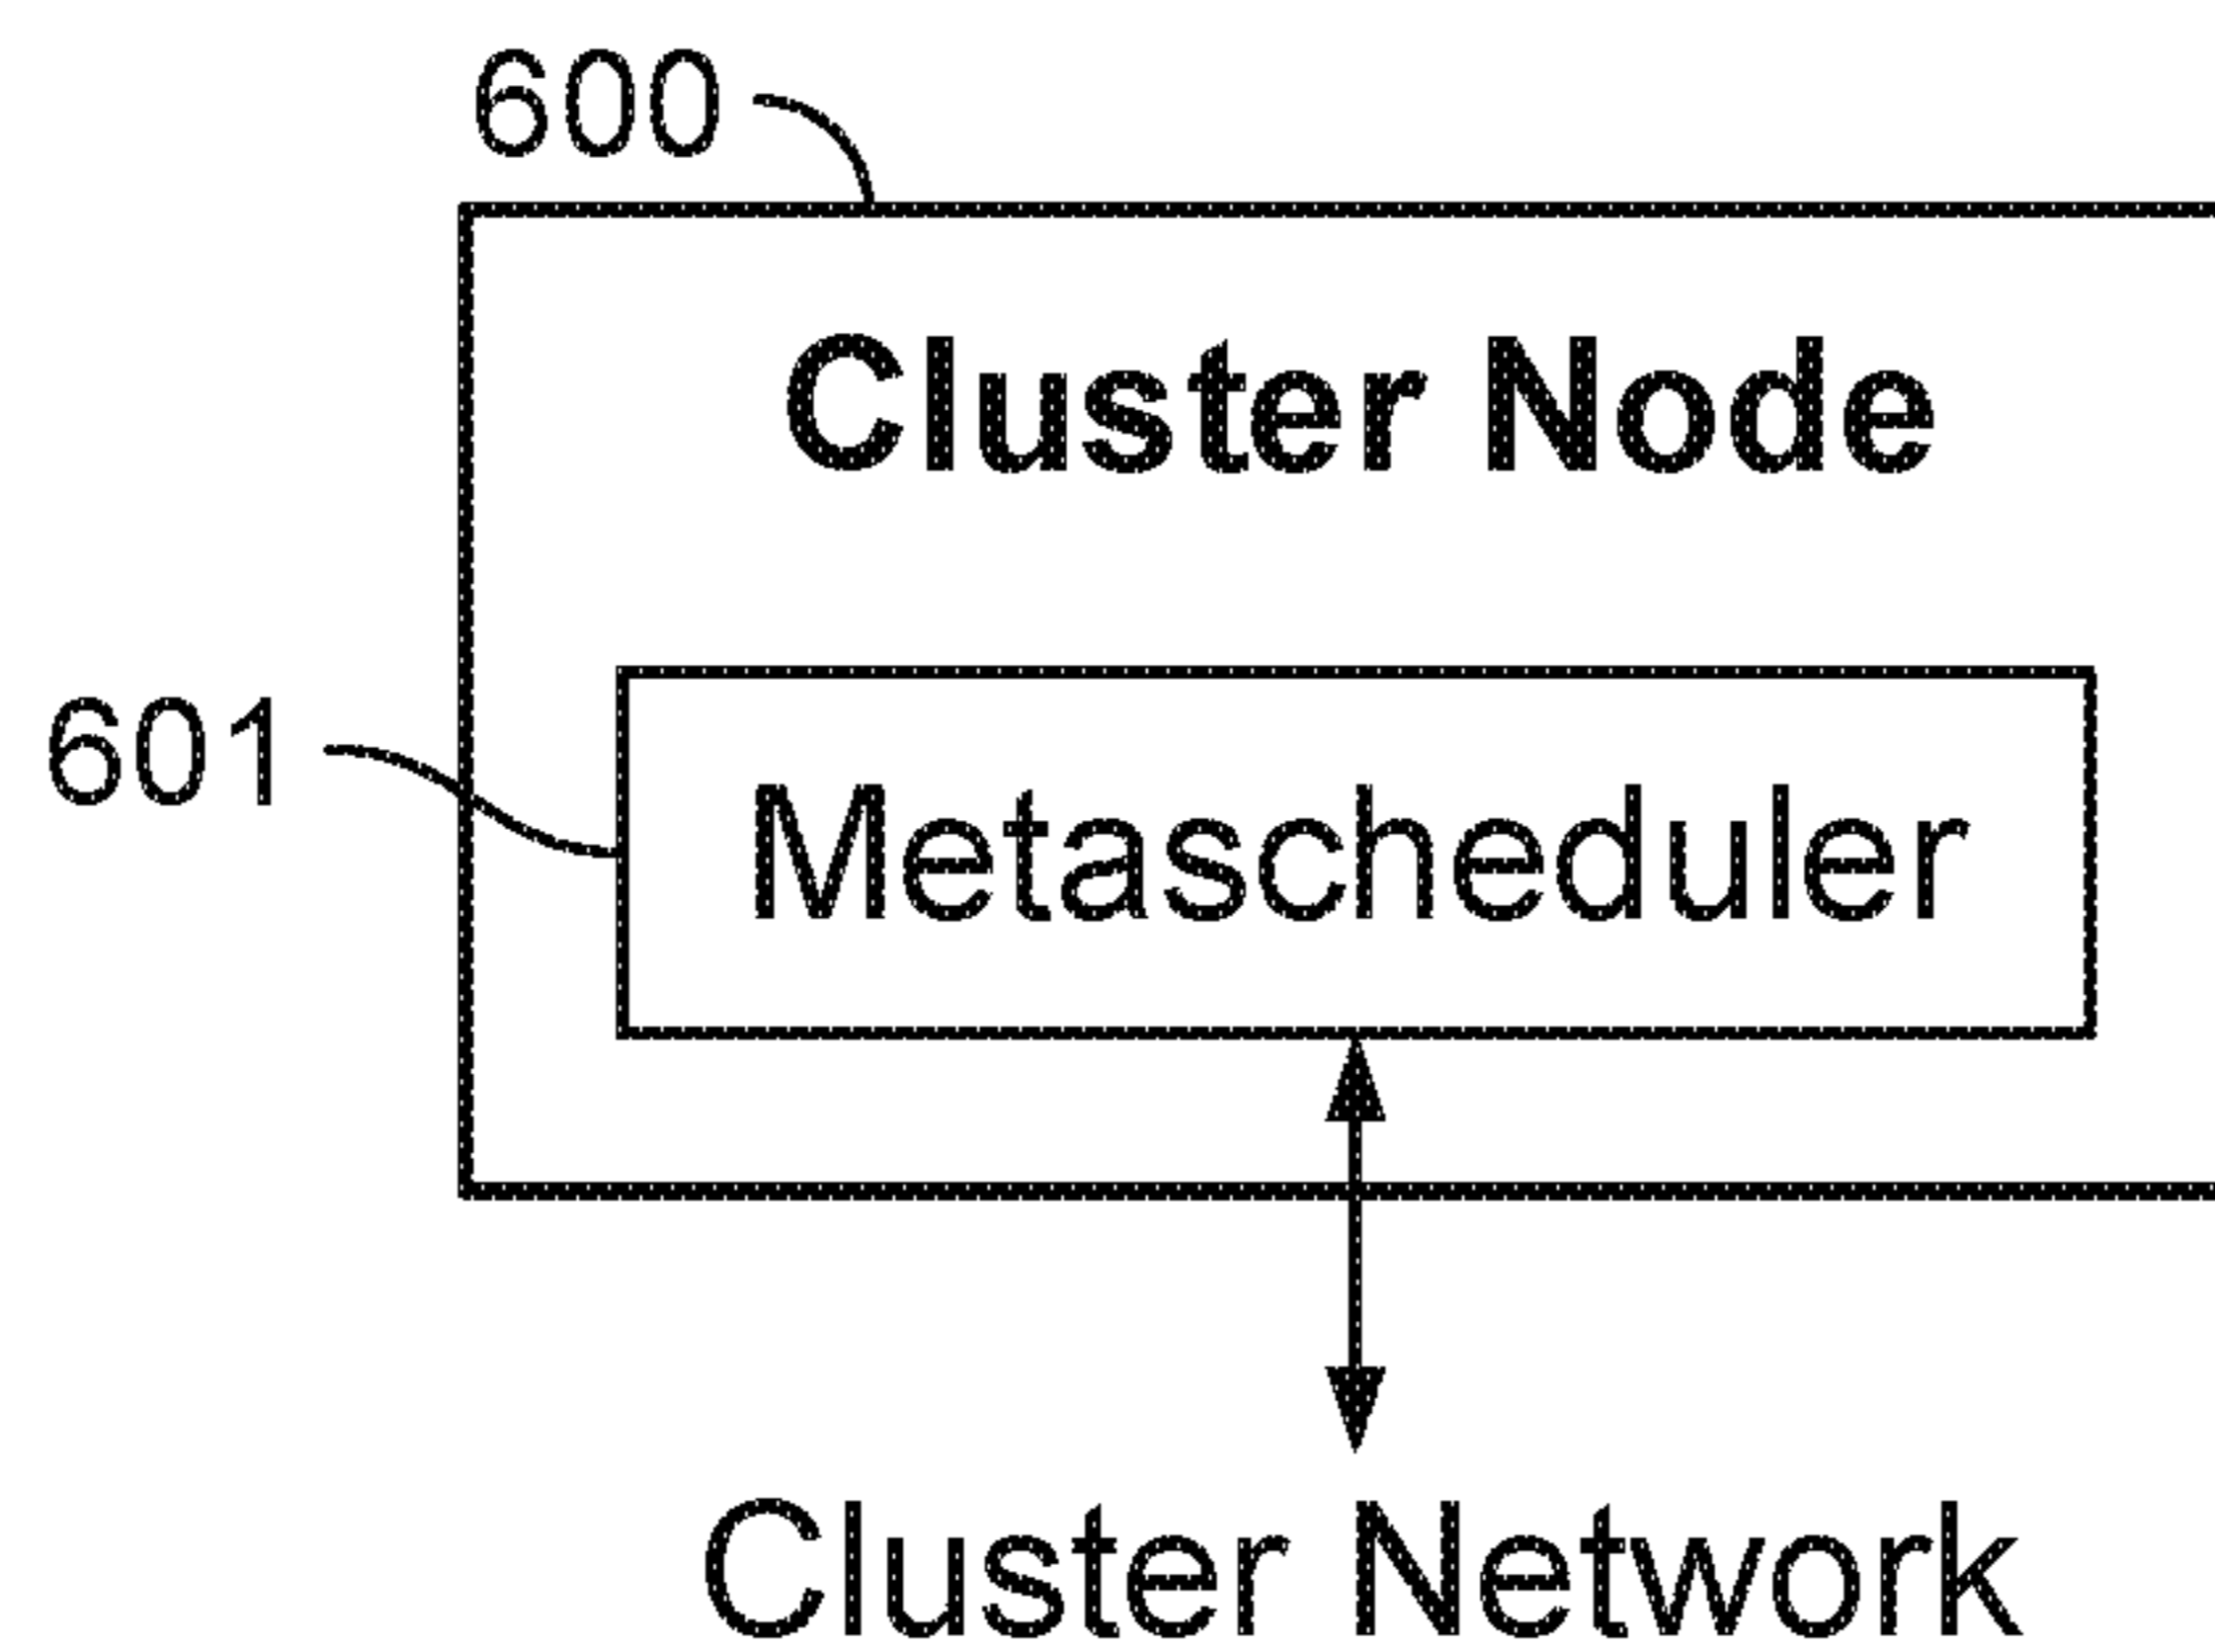 600
Cluster Node
601
Metascheduler
Cluster Network